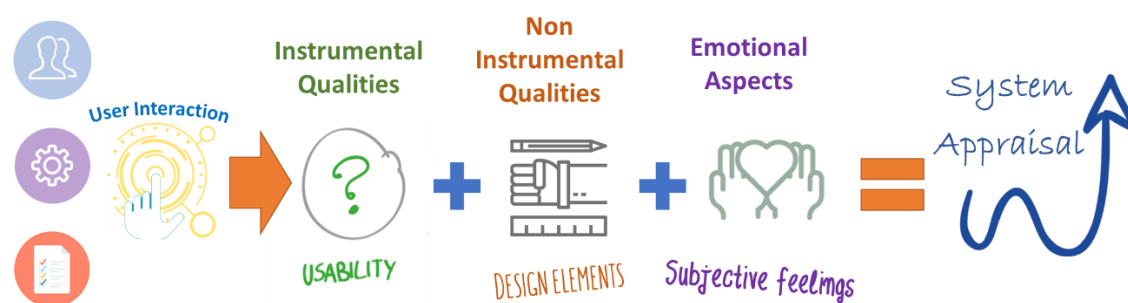 User Interaction
Instrumental
Qualities
USABILITY
Non
Instrumental
Qualities
DESIGN ELEMENTS
Emotional
Aspects
Subjective feelings
System
Appraisal